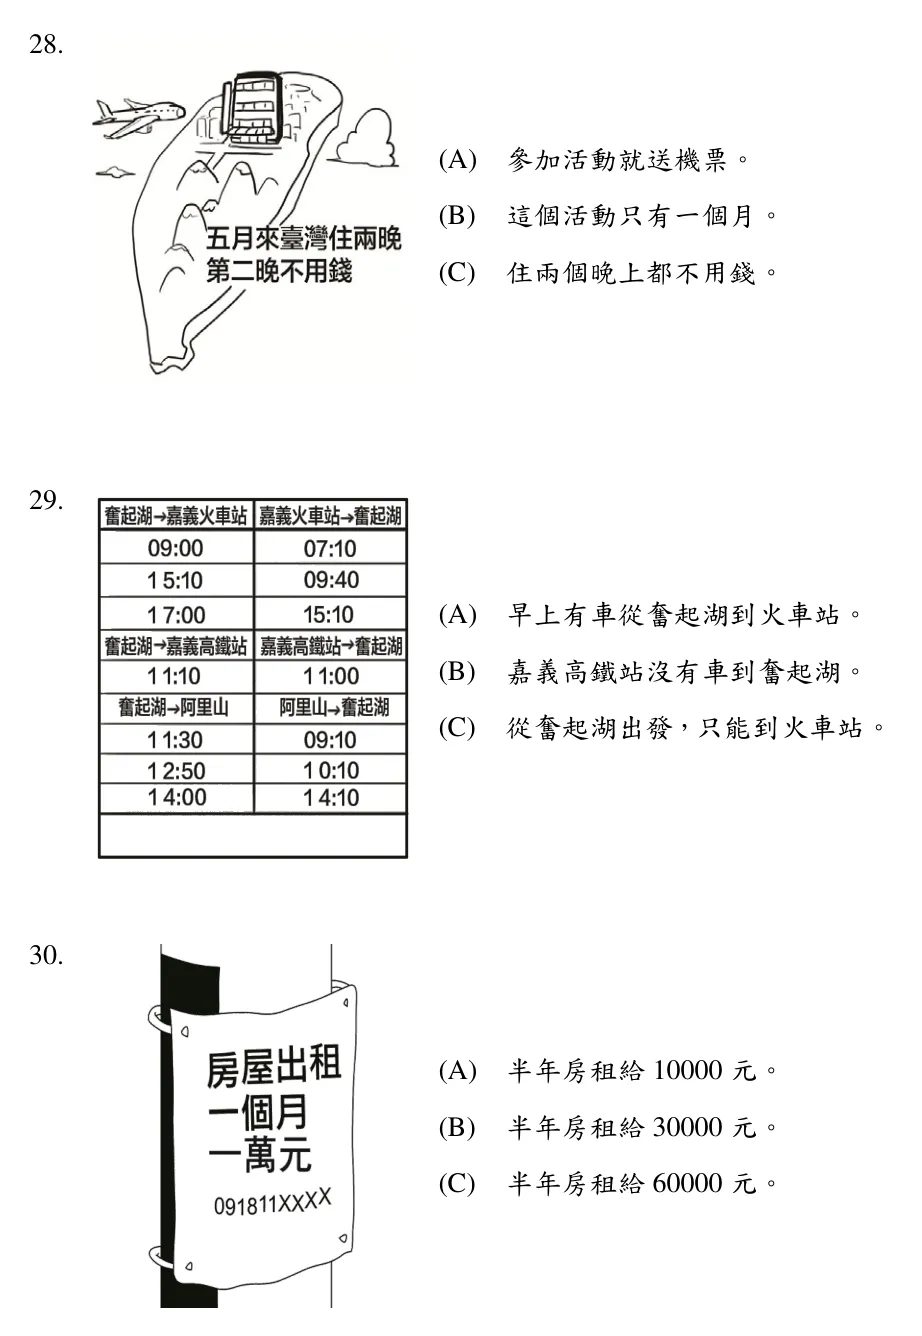 28.
五月來臺灣住兩晚
第二晚不用錢
(A) 參加活動就送機票。
(B) 這個活動只有一個月。
(C) 住兩個晚上都不用錢。
29.
奮起湖→嘉義火車站 嘉義火車站→奮起湖
09:00 07:10
15:10 09:40
17:00 15:10
奮起湖→嘉義高鐵站 嘉義高鐵站→奮起湖
11:10 11:00
奮起湖→阿里山 阿里山→奮起湖
11:30 09:10
12:50 10:10
14:00 14:10
(A) 早上有車從奮起湖到火車站。
(B) 嘉義高鐵站沒有車到奮起湖。
(C) 從奮起湖出發，只能到火車站。
30.
房屋出租
一個月
一萬元
091811XXXX
(A) 半年房租給 10000 元。
(B) 半年房租給 30000 元。
(C) 半年房租給 60000 元。